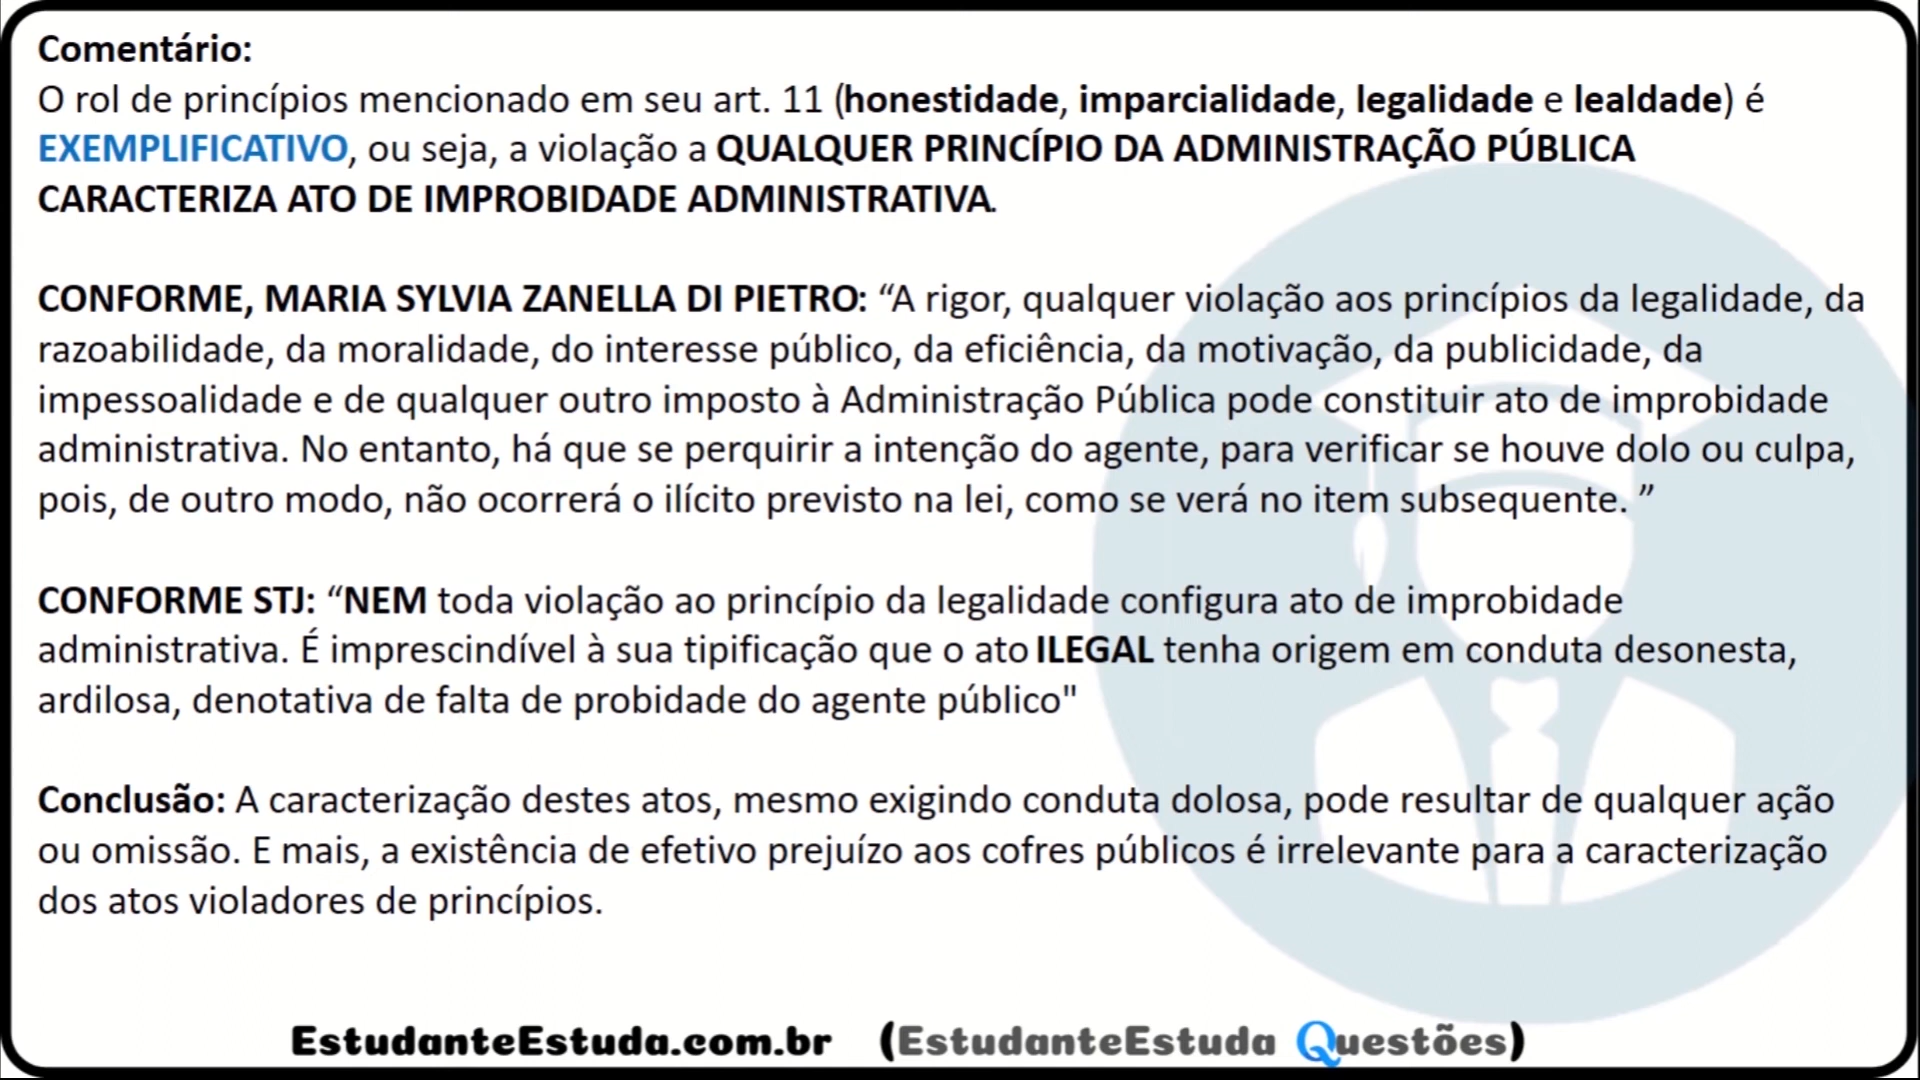 Comentário:
O rol de princípios mencionado em seu art. 11 (honestidade, imparcialidade, legalidade e lealdade) é
EXEMPLIFICATIVO, ou seja, a violação a QUALQUER PRINCÍPIO DA ADMINISTRAÇÃO PÚBLICA
CARACTERIZA ATO DE IMPROBIDADE ADMINISTRATIVA.
CONFORME, MARIA SYLVIA ZANELLA DI PIETRO: “A rigor, qualquer violação aos princípios da legalidade, da
razoabilidade, da moralidade, do interesse público, da eficiência, da motivação, da publicidade, da
impessoalidade e de qualquer outro imposto à Administração Pública pode constituir ato de improbidade
administrativa. No entanto, há que se perquirir a intenção do agente, para verificar se houve dolo ou culpa,
pois, de outro modo, não ocorrerá o ilícito previsto na lei, como se verá no item subsequente. ”
CONFORME STJ: “NEM toda violação ao princípio da legalidade configura ato de improbidade
administrativa. É imprescindível à sua tipificação que o ato ILEGAL tenha origem em conduta desonesta,
ardilosa, denotativa de falta de probidade do agente público"
Conclusão: A caracterização destes atos, mesmo exigindo conduta dolosa, pode resultar de qualquer ação
ou omissão. E mais, a existência de efetivo prejuízo aos cofres públicos é irrelevante para a caracterização
dos atos violadores de princípios.
EstudanteEstuda.com.br (EstudanteEstuda Questões)